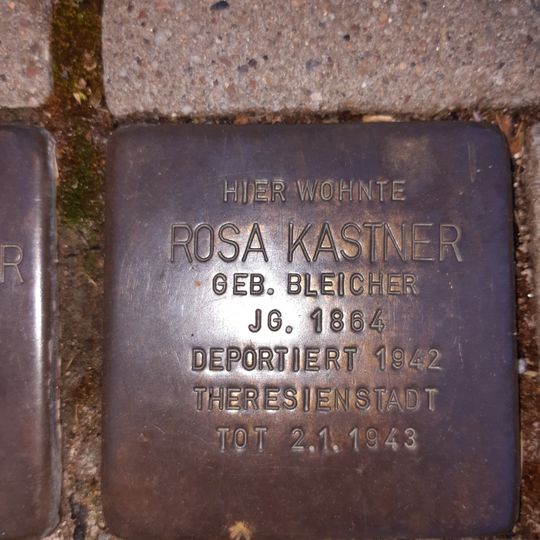 HIER WOHNTE
ROSA KASTNER
GEB. BLEICHER
JG. 1864
DEPORTIERT 1942
THERESIENSTADT
TOT 2.1.1943
R